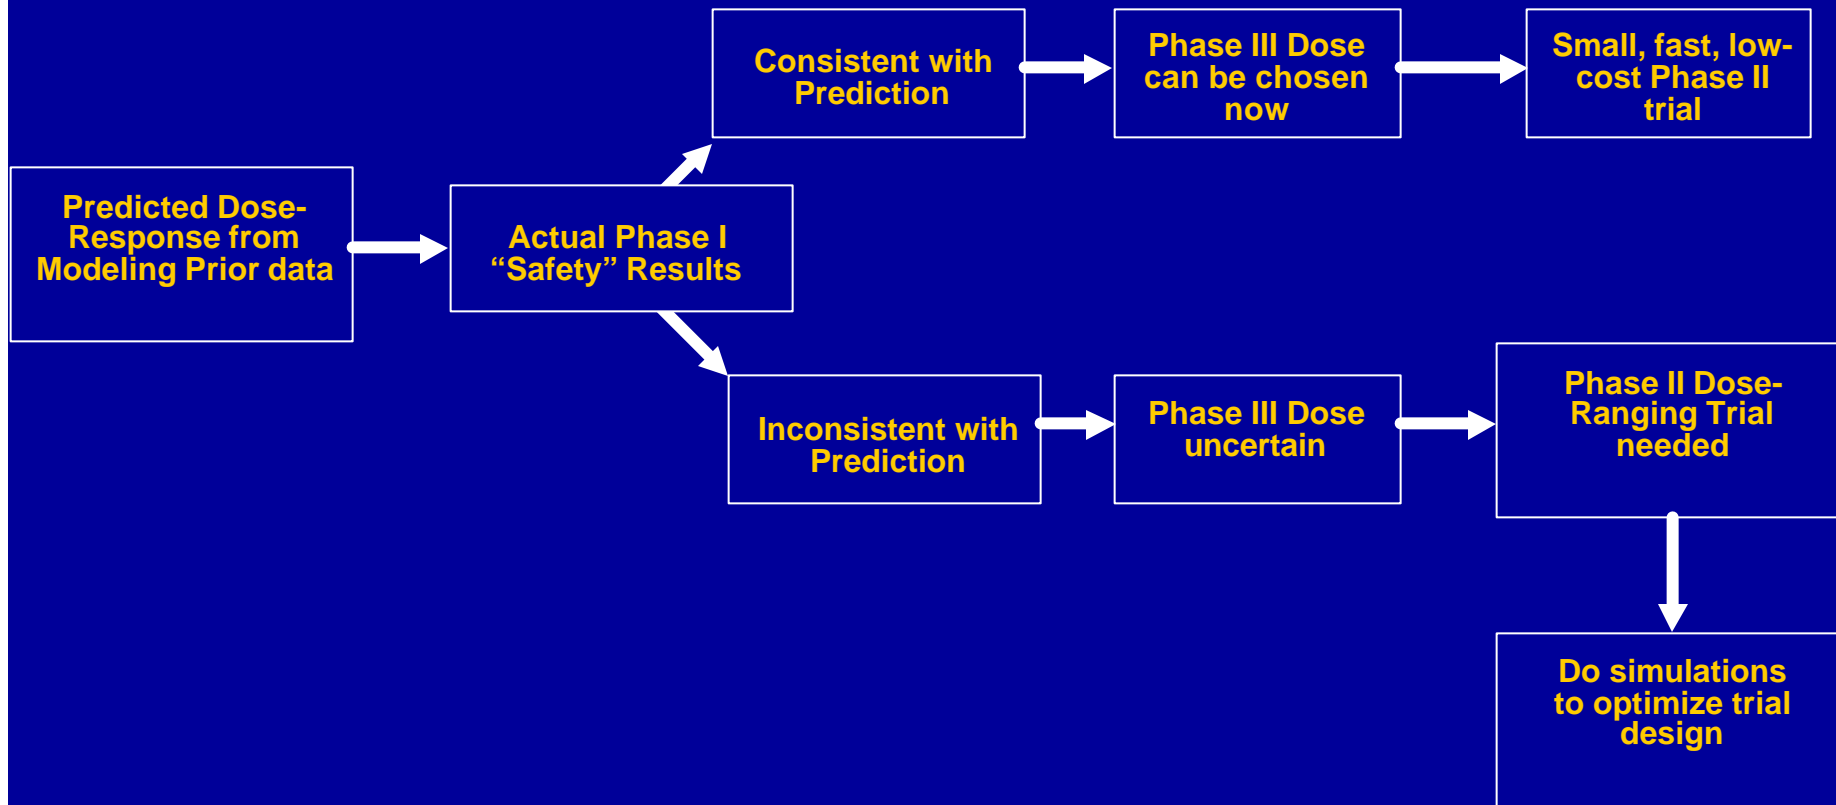 Predicted Dose-
Response from
Modeling Prior data
Actual Phase I
“Safety” Results
Consistent with
Prediction
Phase III Dose
can be chosen
now
Small, fast, low-
cost Phase II
trial
Inconsistent with
Prediction
Phase III Dose
uncertain
Phase II Dose-
Ranging Trial
needed
Do simulations
to optimize trial
design